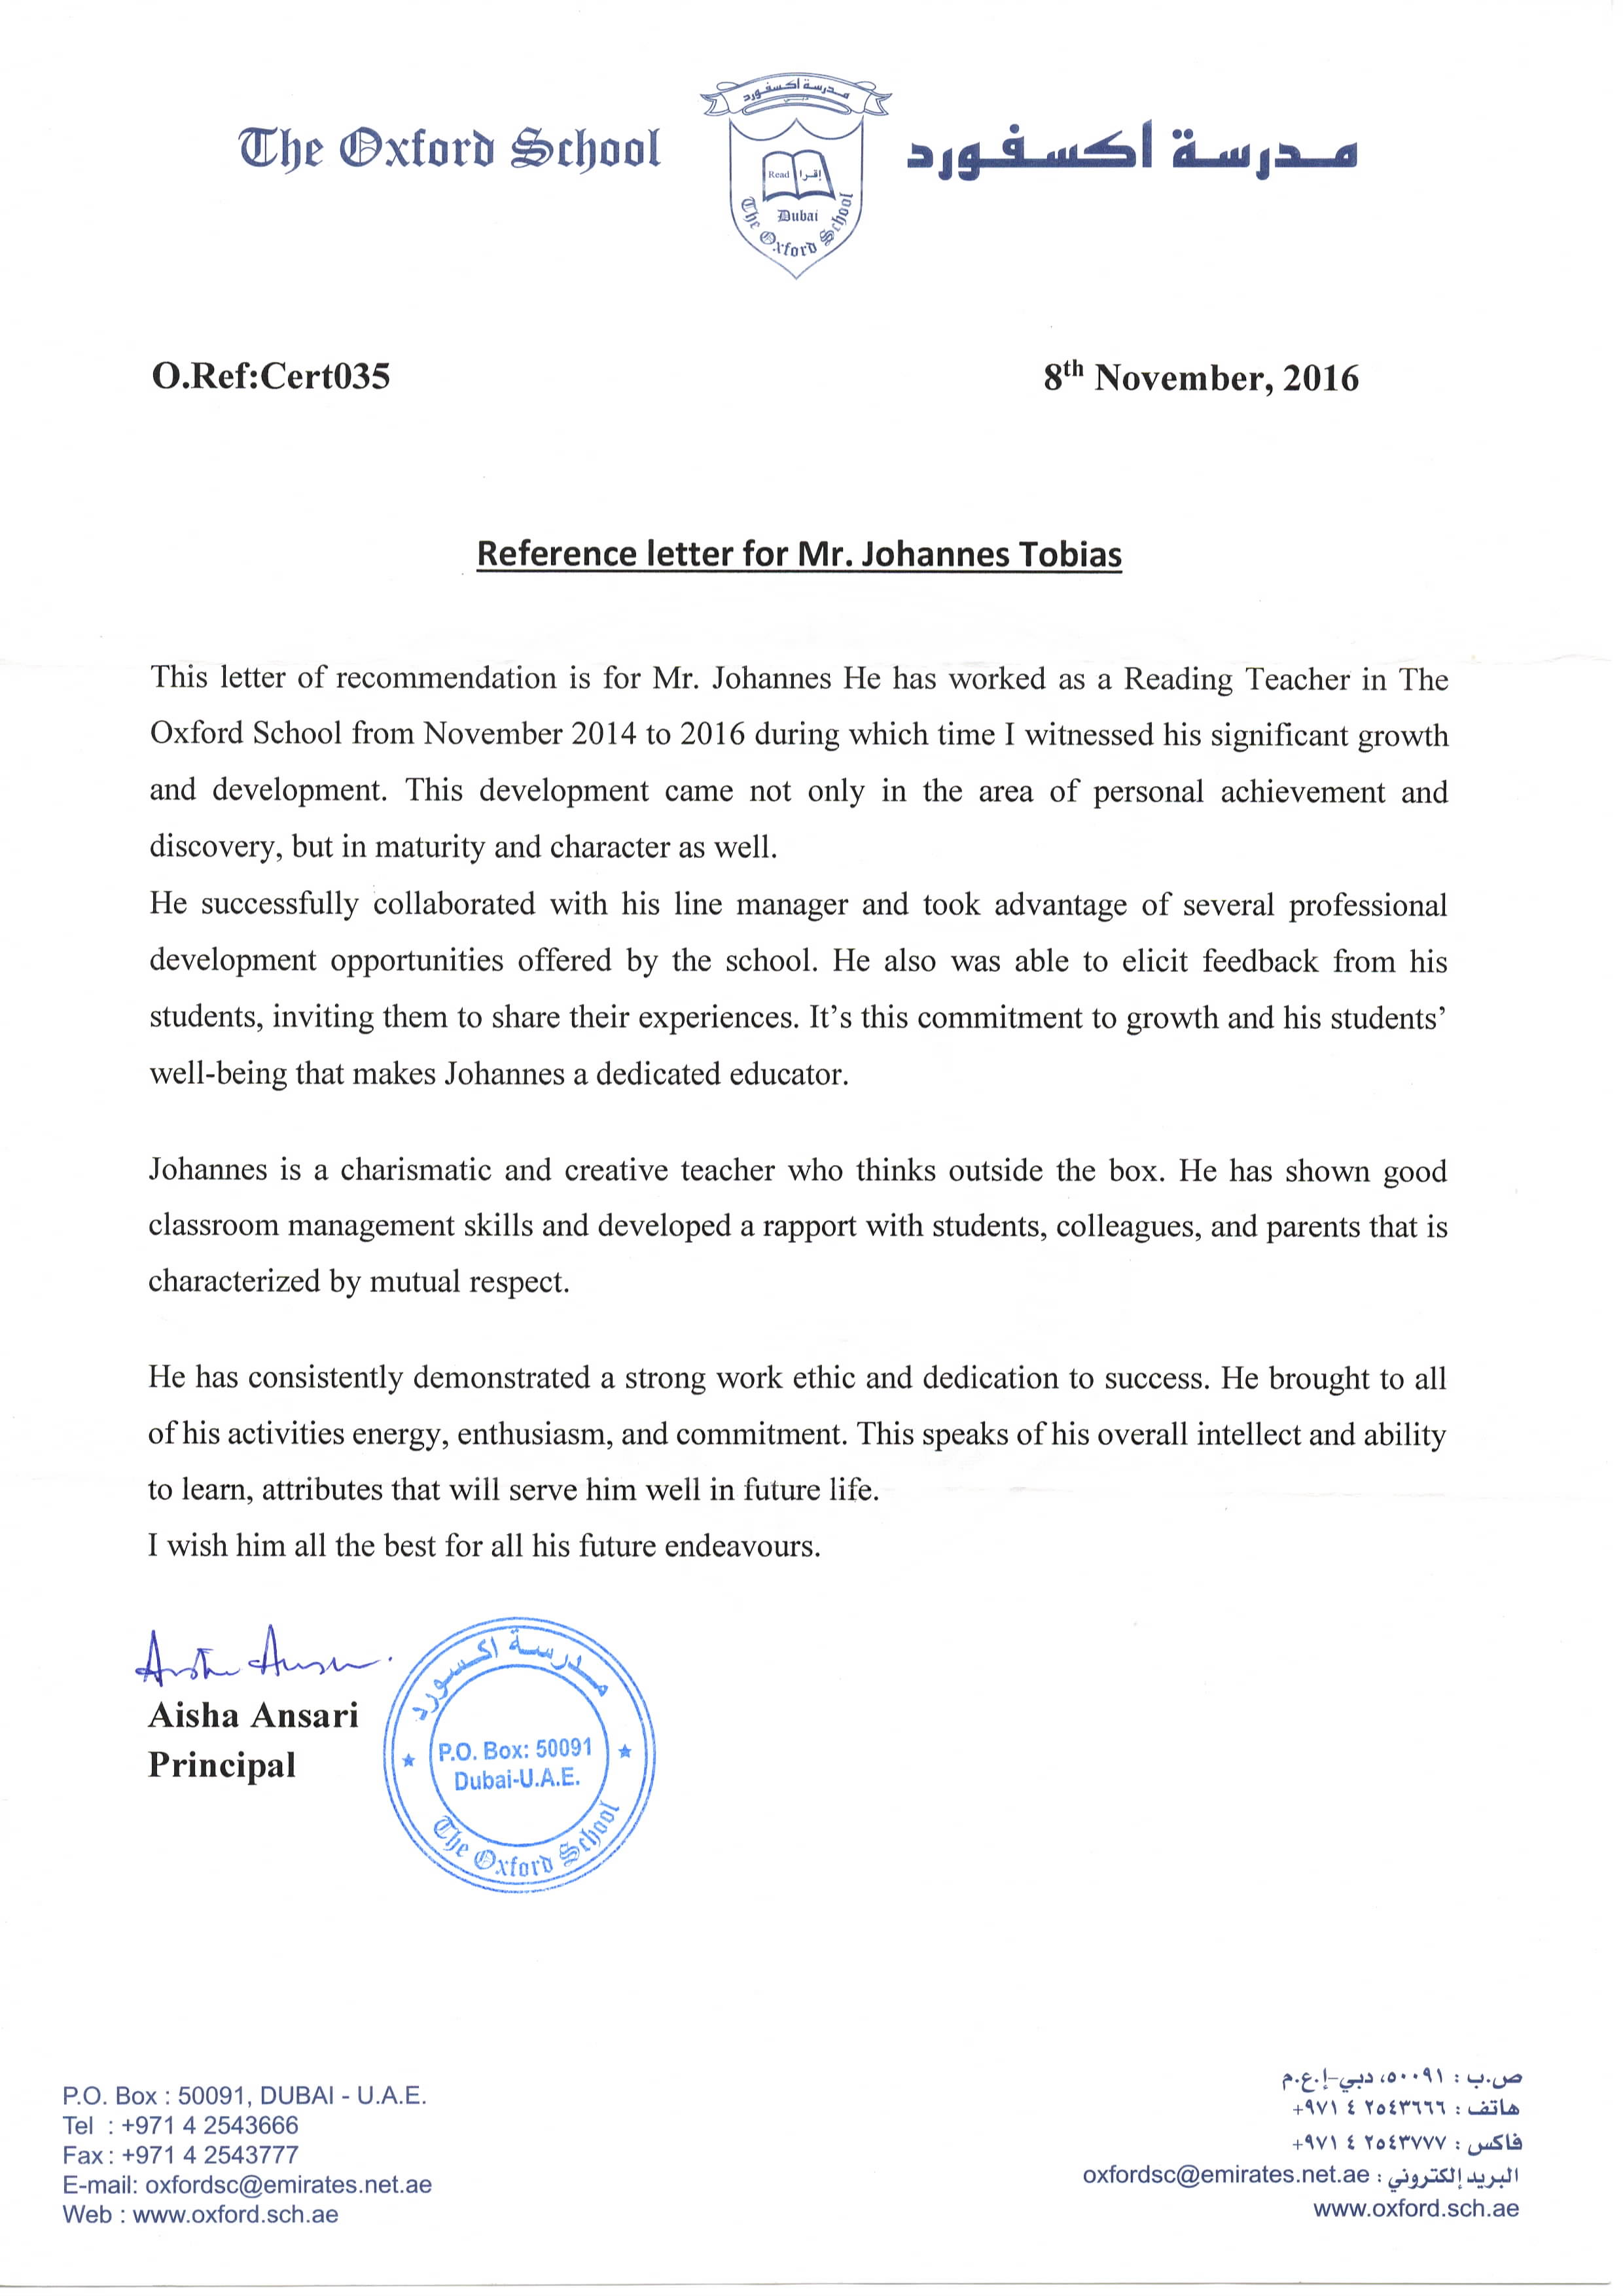 The Oxford School
مدرسة اكسفورد
دبي
Read إقرا
Dubai
The Oxford School
مدرسة اكسفورد
O.Ref:Cert035
8th November, 2016
Reference letter for Mr. Johannes Tobias
This letter of recommendation is for Mr. Johannes He has worked as a Reading Teacher in The
Oxford School from November 2014 to 2016 during which time I witnessed his significant growth
and development. This development came not only in the area of personal achievement and
discovery, but in maturity and character as well.
He successfully collaborated with his line manager and took advantage of several professional
development opportunities offered by the school. He also was able to elicit feedback from his
students, inviting them to share their experiences. It’s this commitment to growth and his students’
well-being that makes Johannes a dedicated educator.
Johannes is a charismatic and creative teacher who thinks outside the box. He has shown good
classroom management skills and developed a rapport with students, colleagues, and parents that is
characterized by mutual respect.
He has consistently demonstrated a strong work ethic and dedication to success. He brought to all
of his activities energy, enthusiasm, and commitment. This speaks of his overall intellect and ability
to learn, attributes that will serve him well in future life.
I wish him all the best for all his future endeavours.
Aisha Ansari
Principal
مدرسة اكسورد
P.O. Box: 50091
Dubai-U.A.E.
The Oxford School
P.O. Box : 50091, DUBAI - U.A.E.
Tel : +971 4 2543666
Fax : +971 4 2543777
E-mail: oxfordsc@emirates.net.ae
Web : www.oxford.sch.ae
ص.ب : ٥٠٠٩١، دبي-إ.ع.م
هاتف : ٢٥٤٣٦٦٦ ٤ ٩٧١+
فاكس : ٢٥٤٣٧٧٧ ٤ ٩٧١+
البريد إلكتروني : oxfordsc@emirates.net.ae
www.oxford.sch.ae